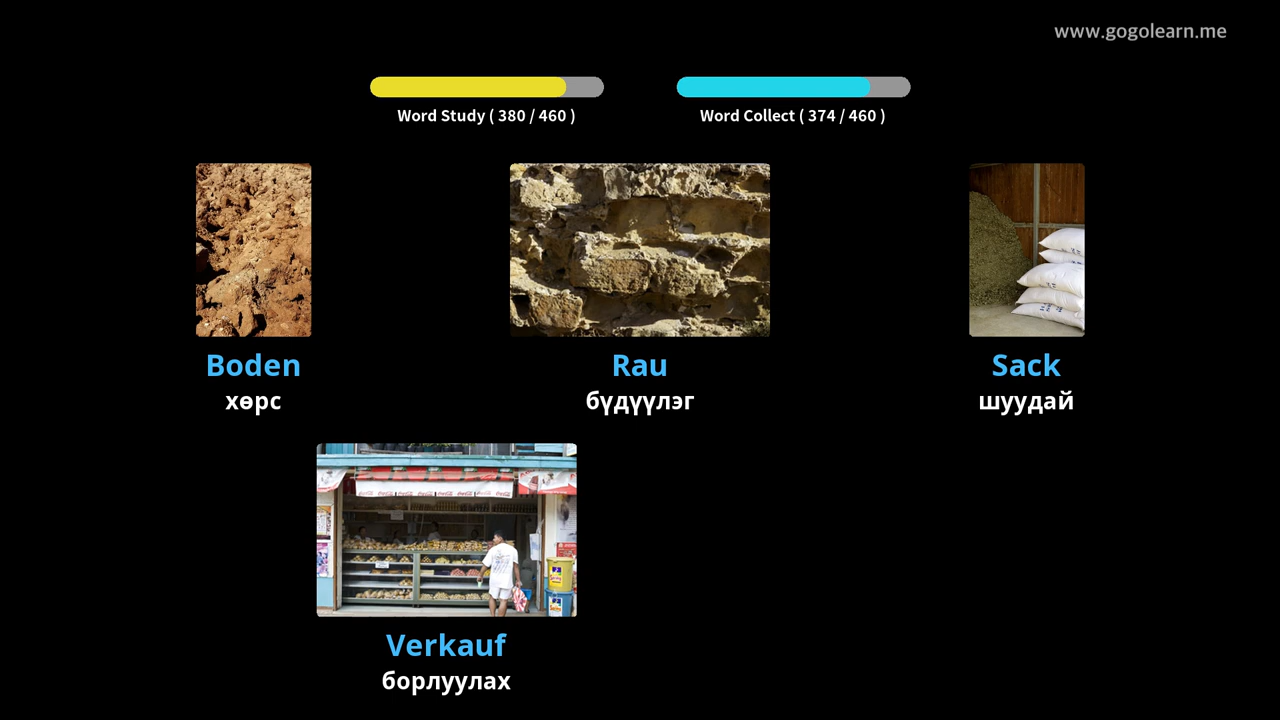 www.gogolearn.me
Word Study ( 380 / 460 )
Word Collect ( 374 / 460 )
Boden
хөрс
Rau
бүдүүлэг
Sack
шуудай
Verkauf
борлуулах